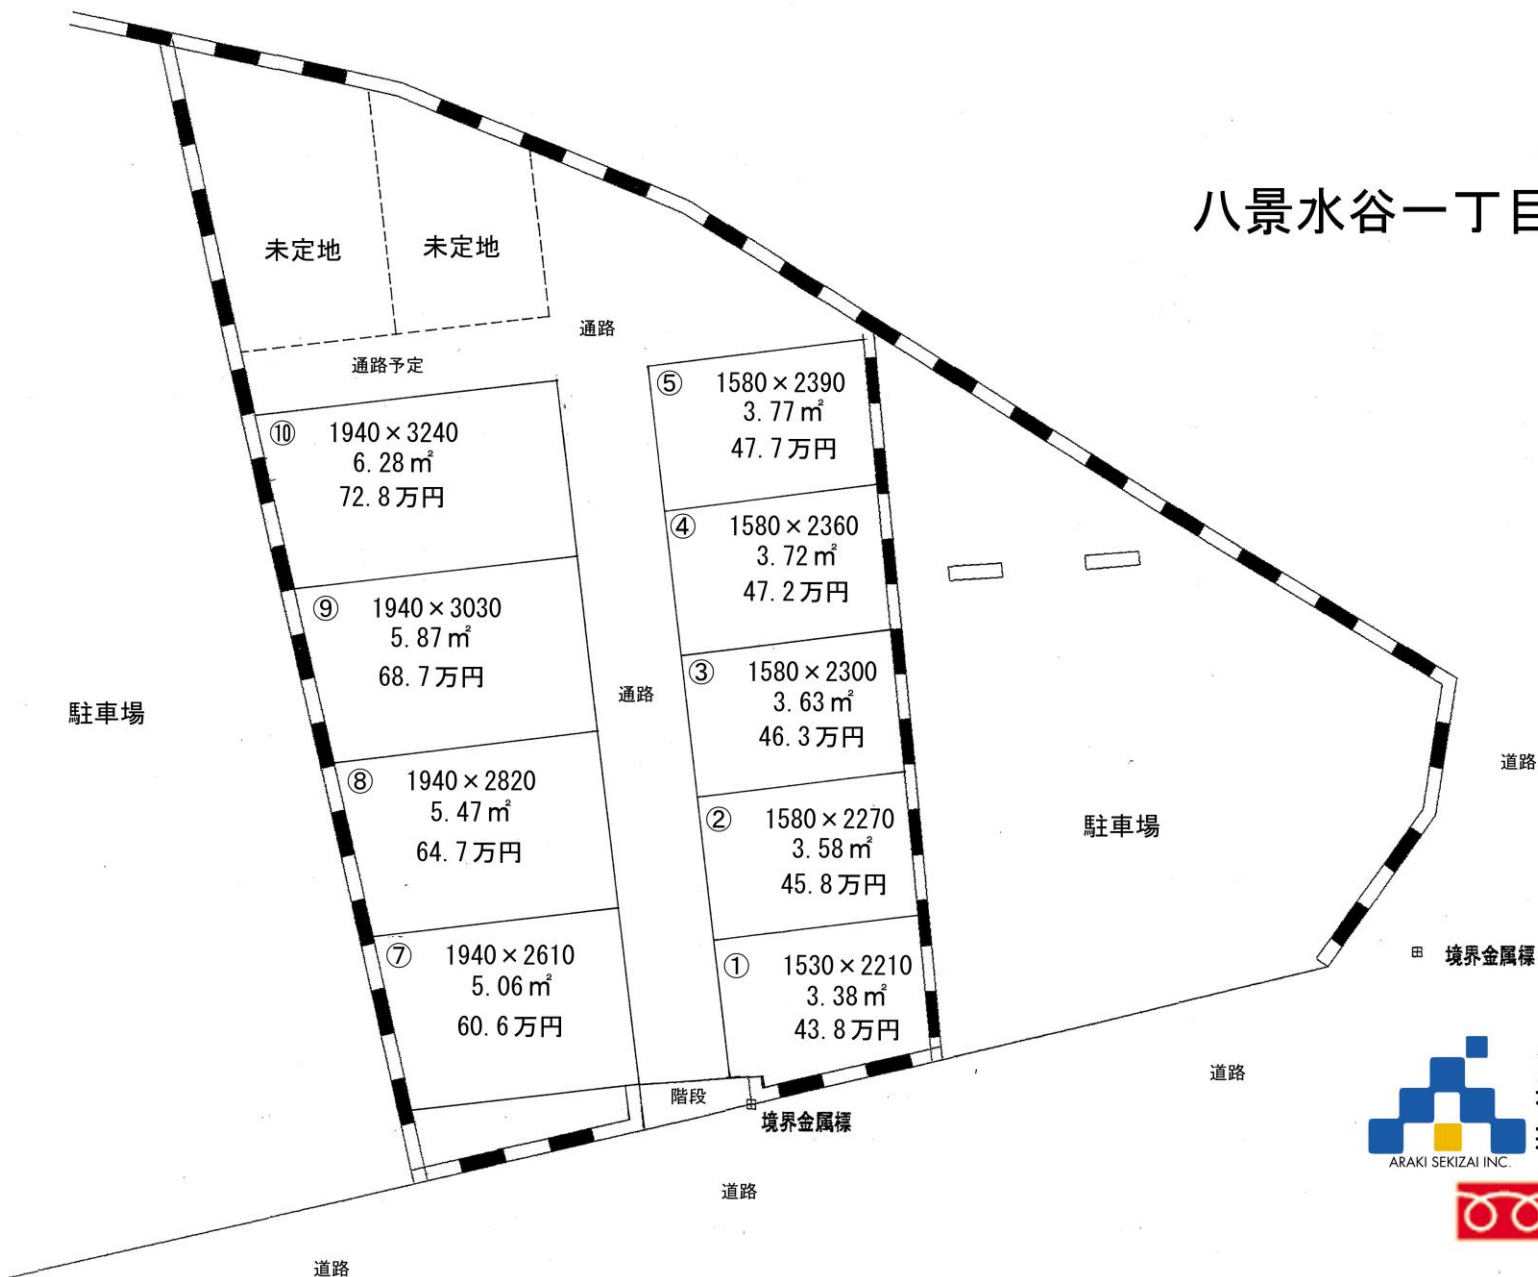 八景水谷一丁目
未定地
未定地
通路
通路予定
⑤ 1580×2390
3.77㎡
47.7万円
⑩ 1940×3240
6.28㎡
72.8万円
④ 1580×2360
3.72㎡
47.2万円
⑨ 1940×3030
5.87㎡
68.7万円
通路
③ 1580×2300
3.63㎡
46.3万円
駐車場
道路
⑧ 1940×2820
5.47㎡
64.7万円
② 1580×2270
3.58㎡
45.8万円
駐車場
⑦ 1940×2610
5.06㎡
60.6万円
① 1530×2210
3.38㎡
43.8万円
境界金属標
道路
階段
境界金属標
ARAKI SEKIZAI INC.
道路
道路